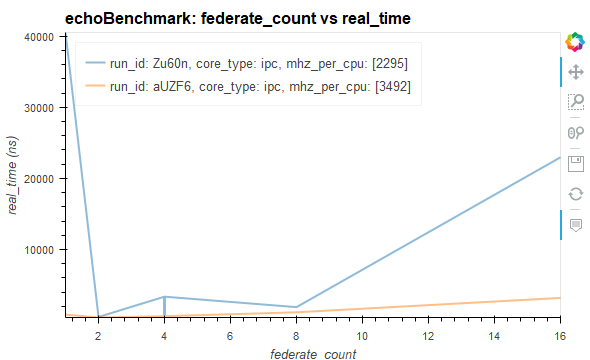 echoBenchmark: federate_count vs real_time
run_id: Zu60n, core_type: ipc, mhz_per_cpu: [2295]
run_id: aUZF6, core_type: ipc, mhz_per_cpu: [3492]
real_time (ns)
40000
30000
20000
10000
2 4 6 8 10 12 14 16
federate_count